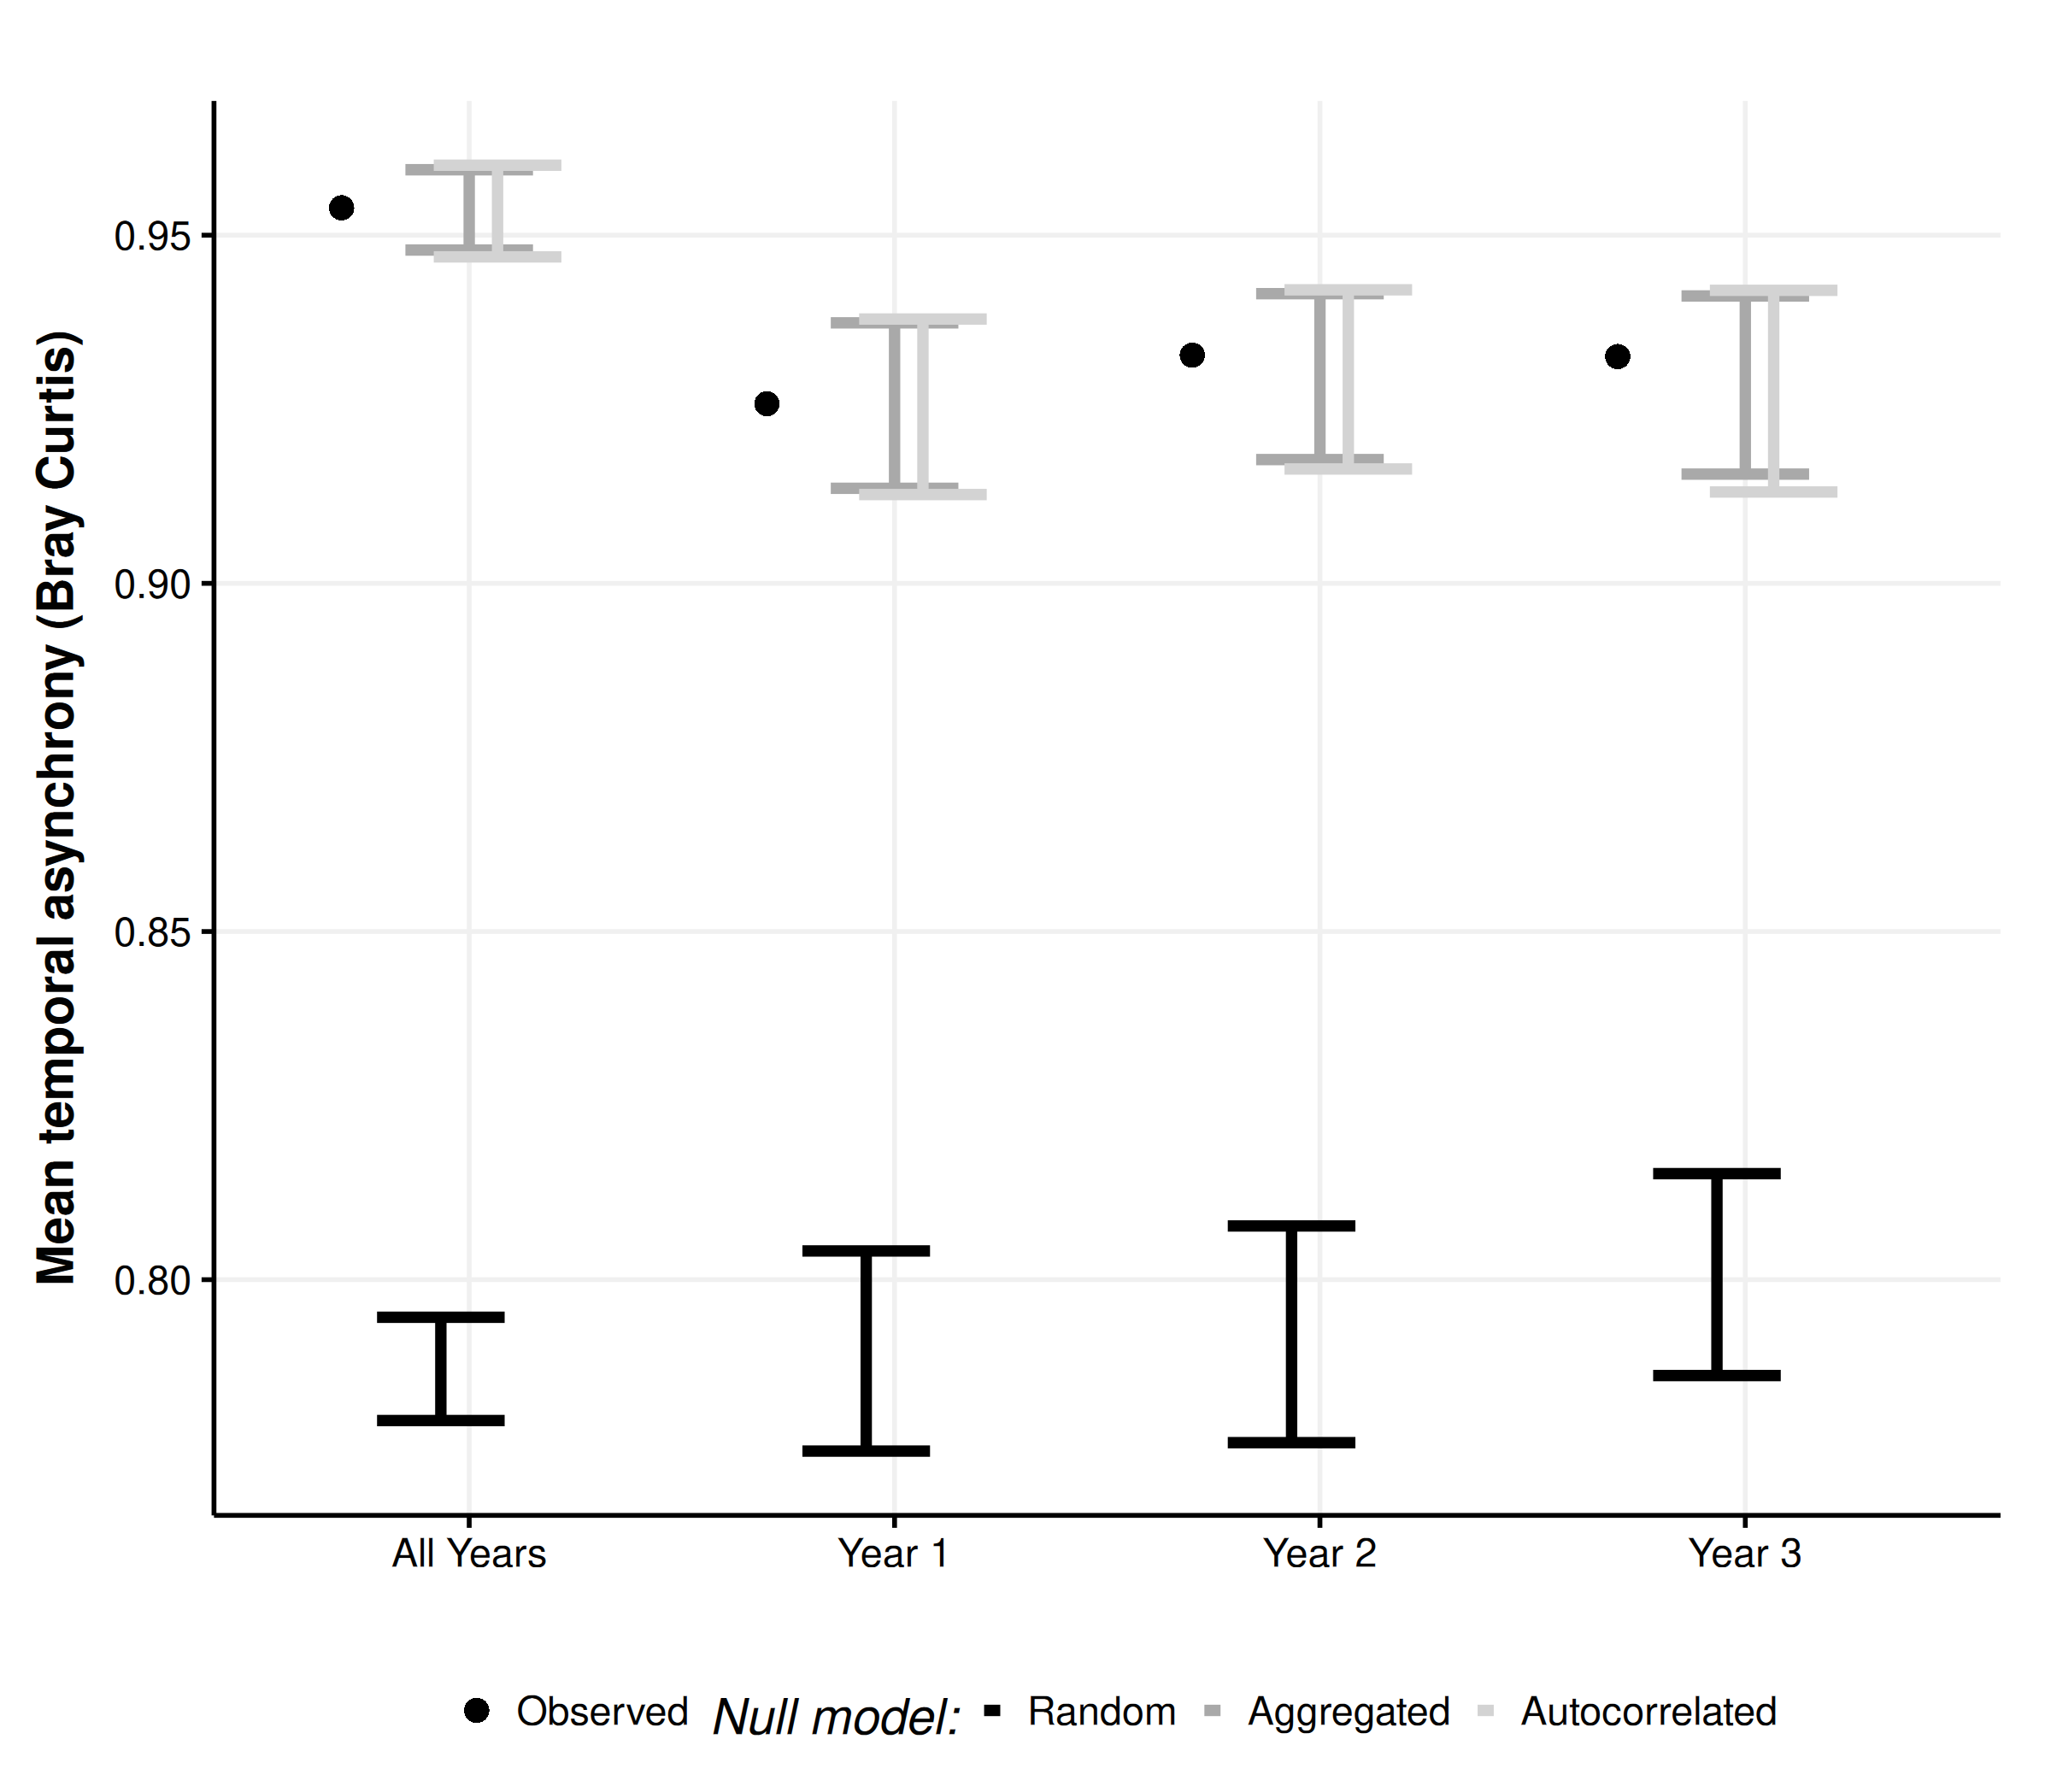 Mean temporal asynchrony (Bray Curtis)
0.95
0.90
0.85
0.80
All Years Year 1 Year 2 Year 3
Observed Null model: Random Aggregated Autocorrelated